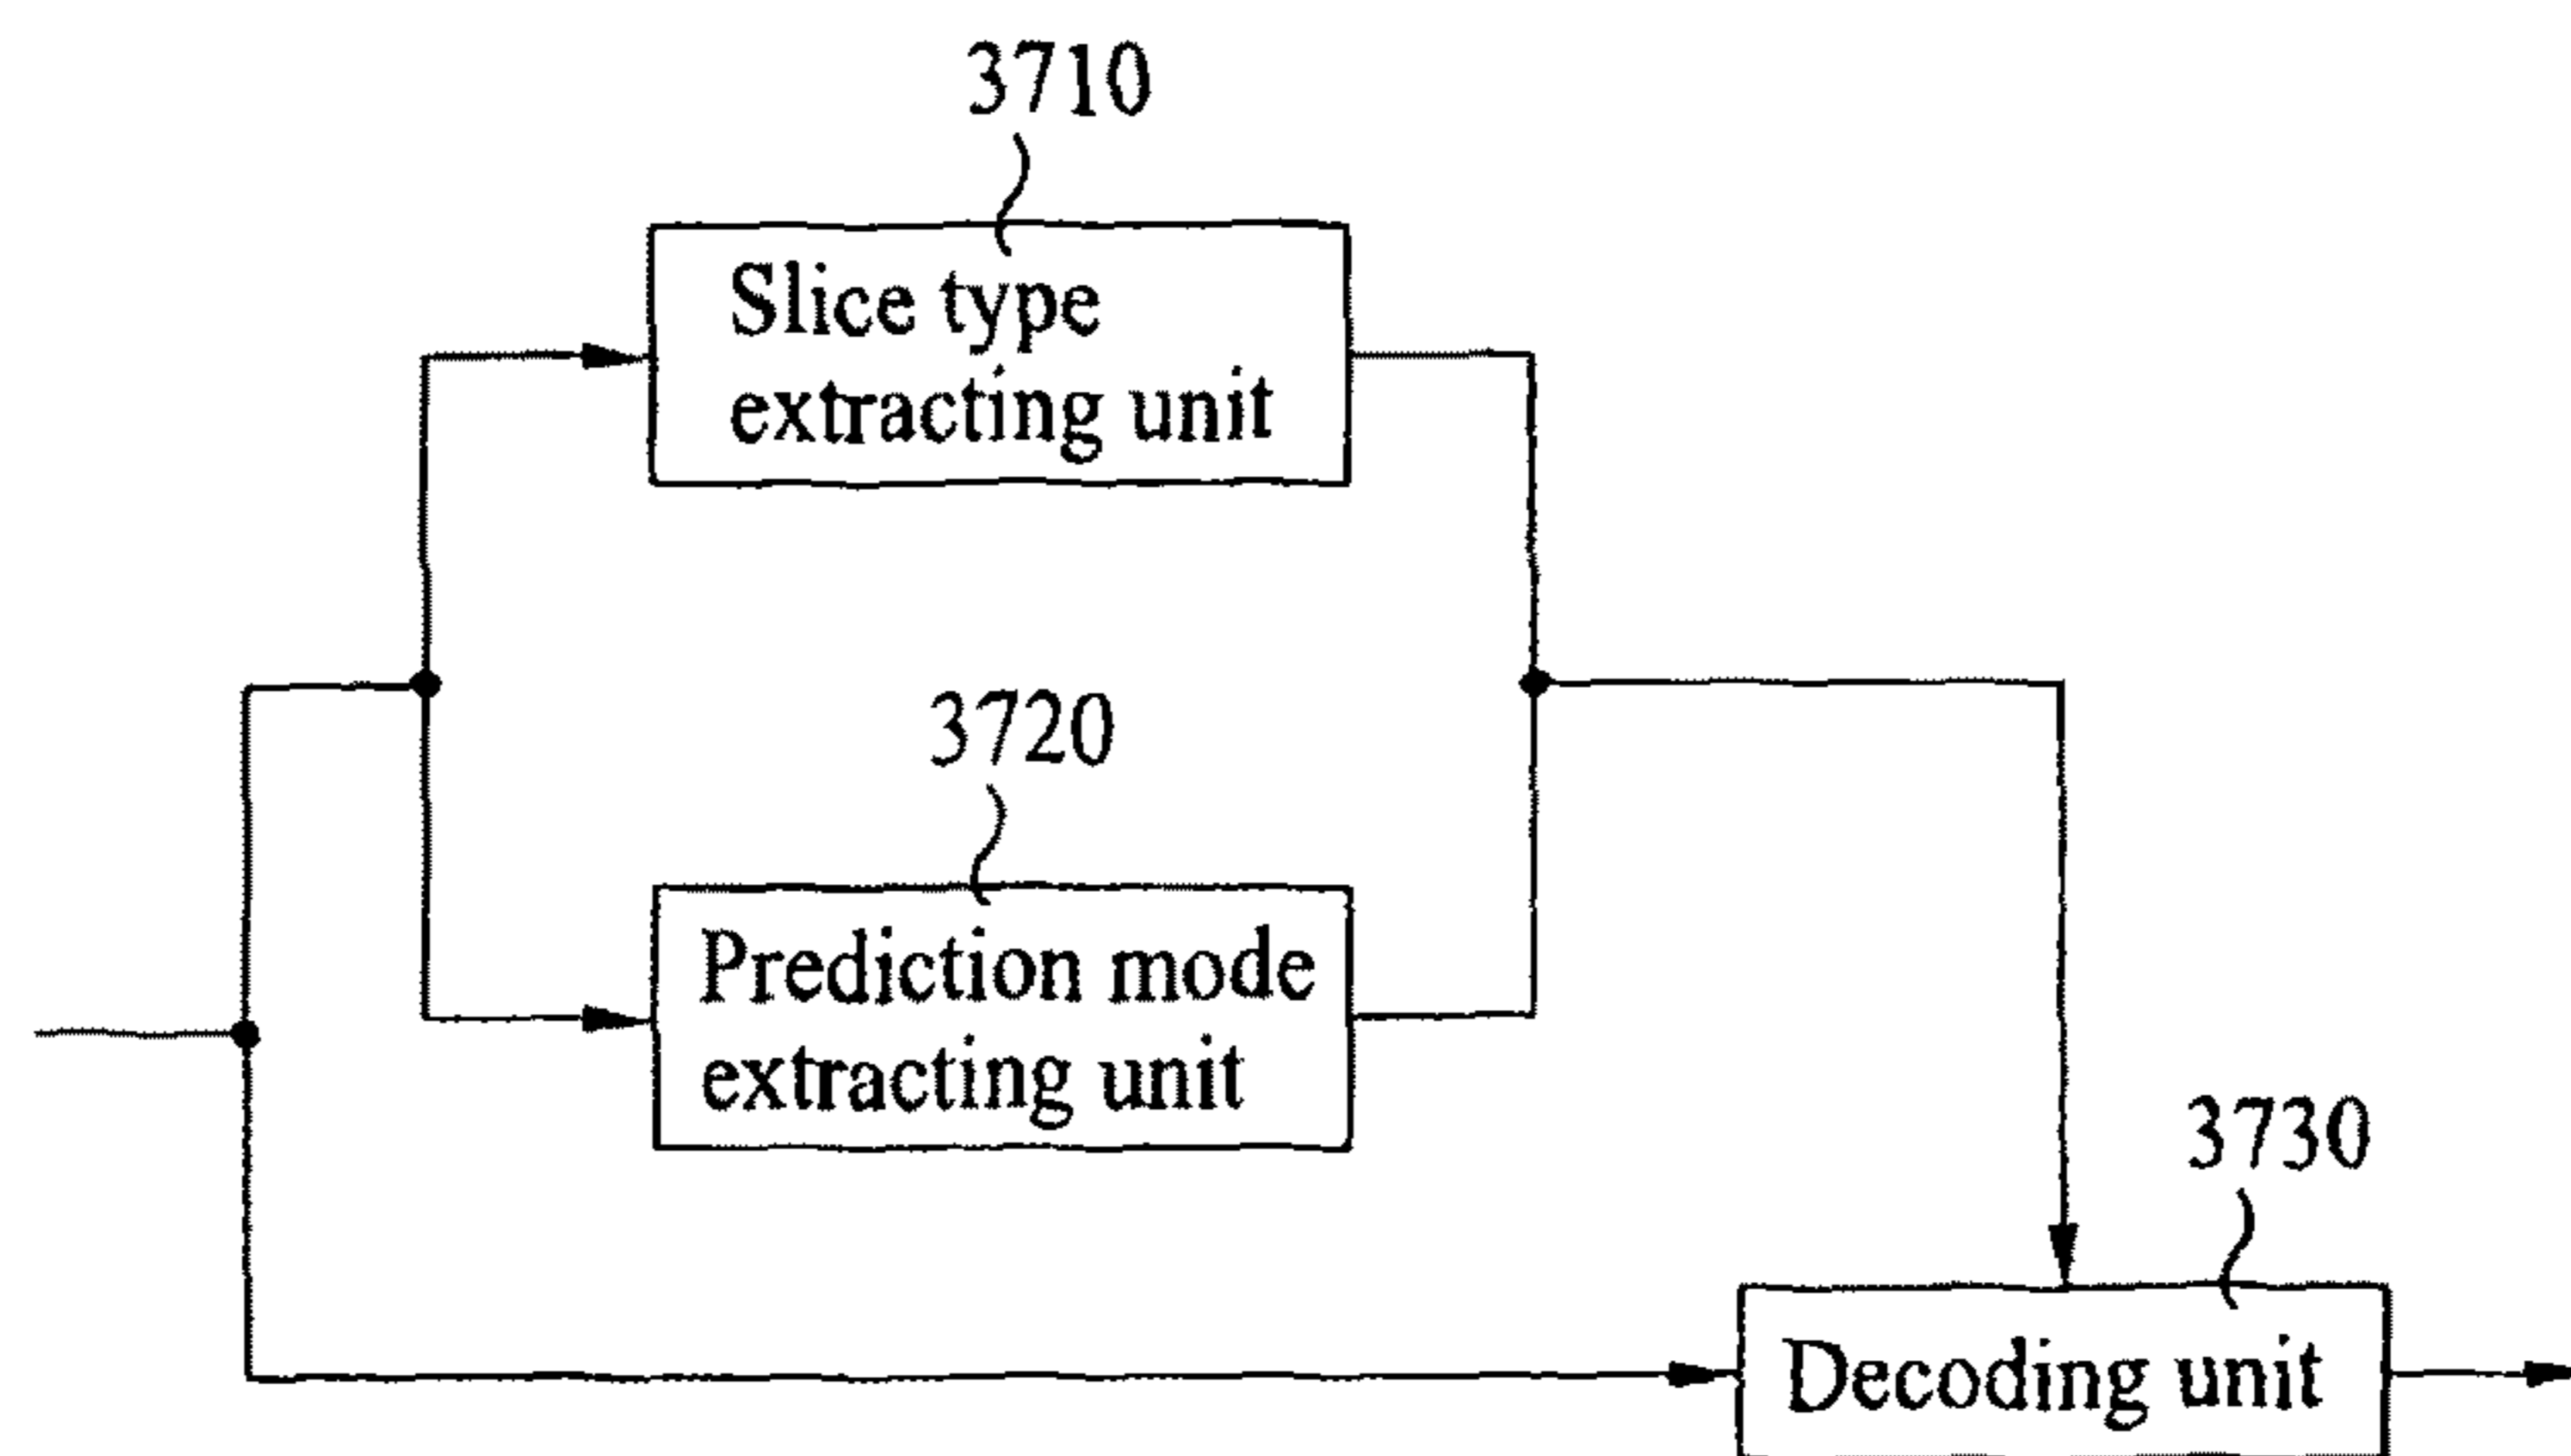 3710
Slice type
extracting unit
3720
Prediction mode
extracting unit
3730
Decoding unit